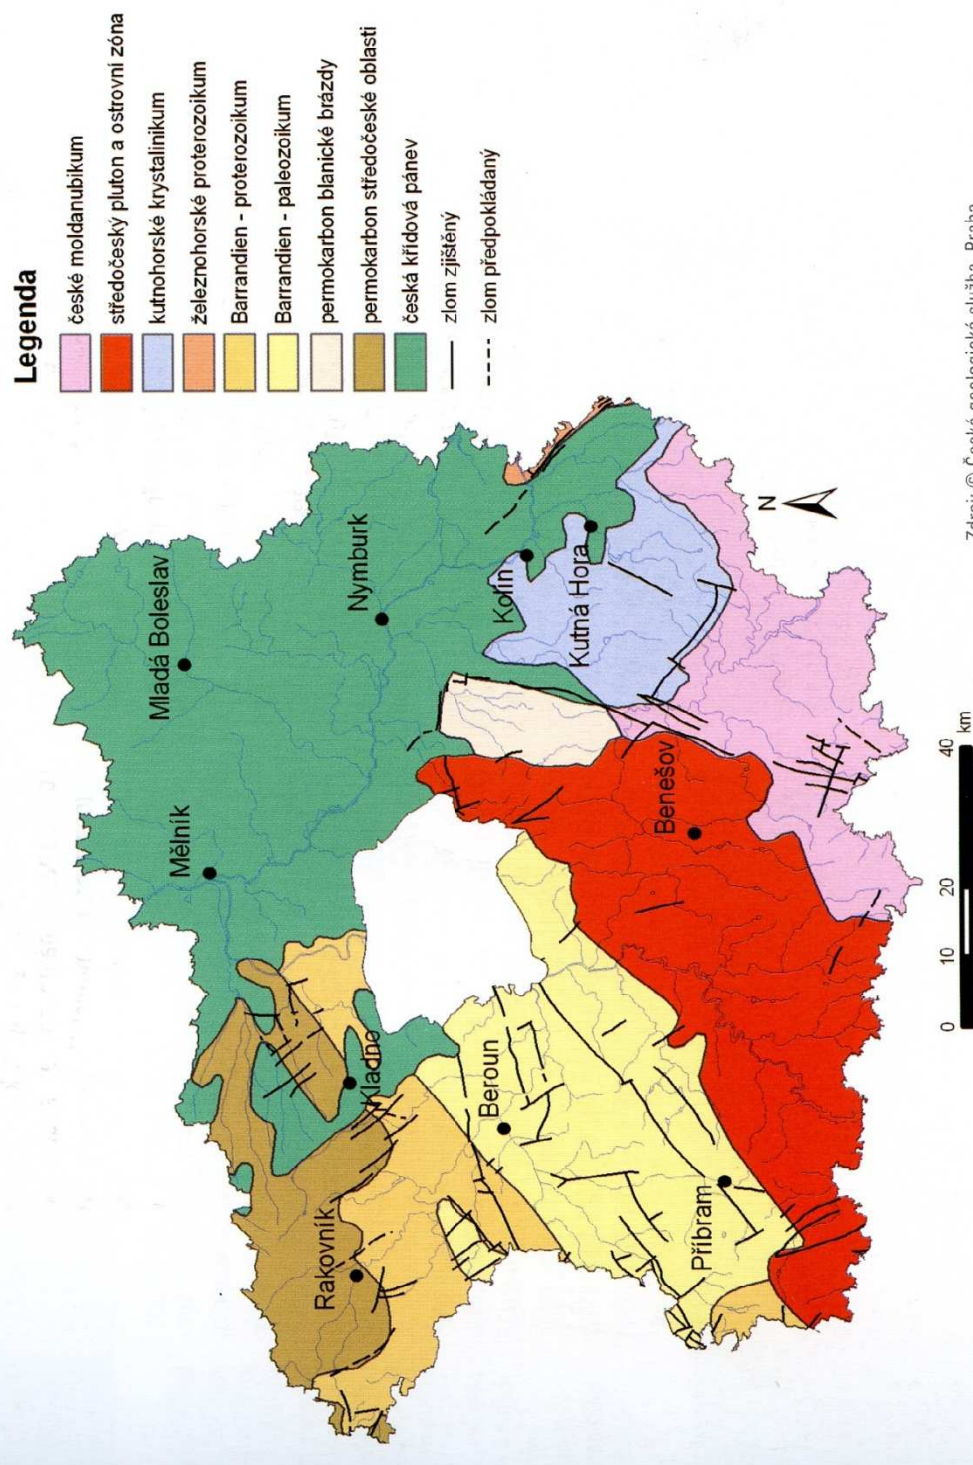 Legenda
české moldanubikum
středočeský pluton a ostrovní zóna
kutnohorské krystalinikum
železnohorské proterozoikum
Barrandien - proterozoikum
Barrandien - paleozoikum
permokarbon blanické brázdy
permokarbon středočeské oblasti
česká křídová pánev
zlom zjištěný
zlom předpokládaný
Mladá Boleslav
Mělník
Nymburk
Kolín
Kutná Hora
Kladno
Rakovník
Beroun
Benešov
Příbram
N
0 10 20 40
km
Zdroj: © Česká geologická služba, Praha